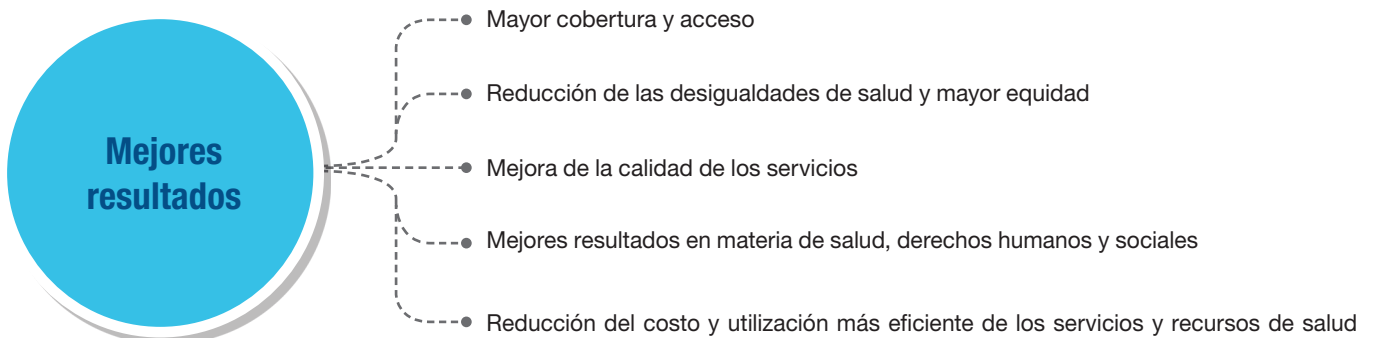 Mejores
resultados
Mayor cobertura y acceso
Reducción de las desigualdades de salud y mayor equidad
Mejora de la calidad de los servicios
Mejores resultados en materia de salud, derechos humanos y sociales
Reducción del costo y utilización más eficiente de los servicios y recursos de salud